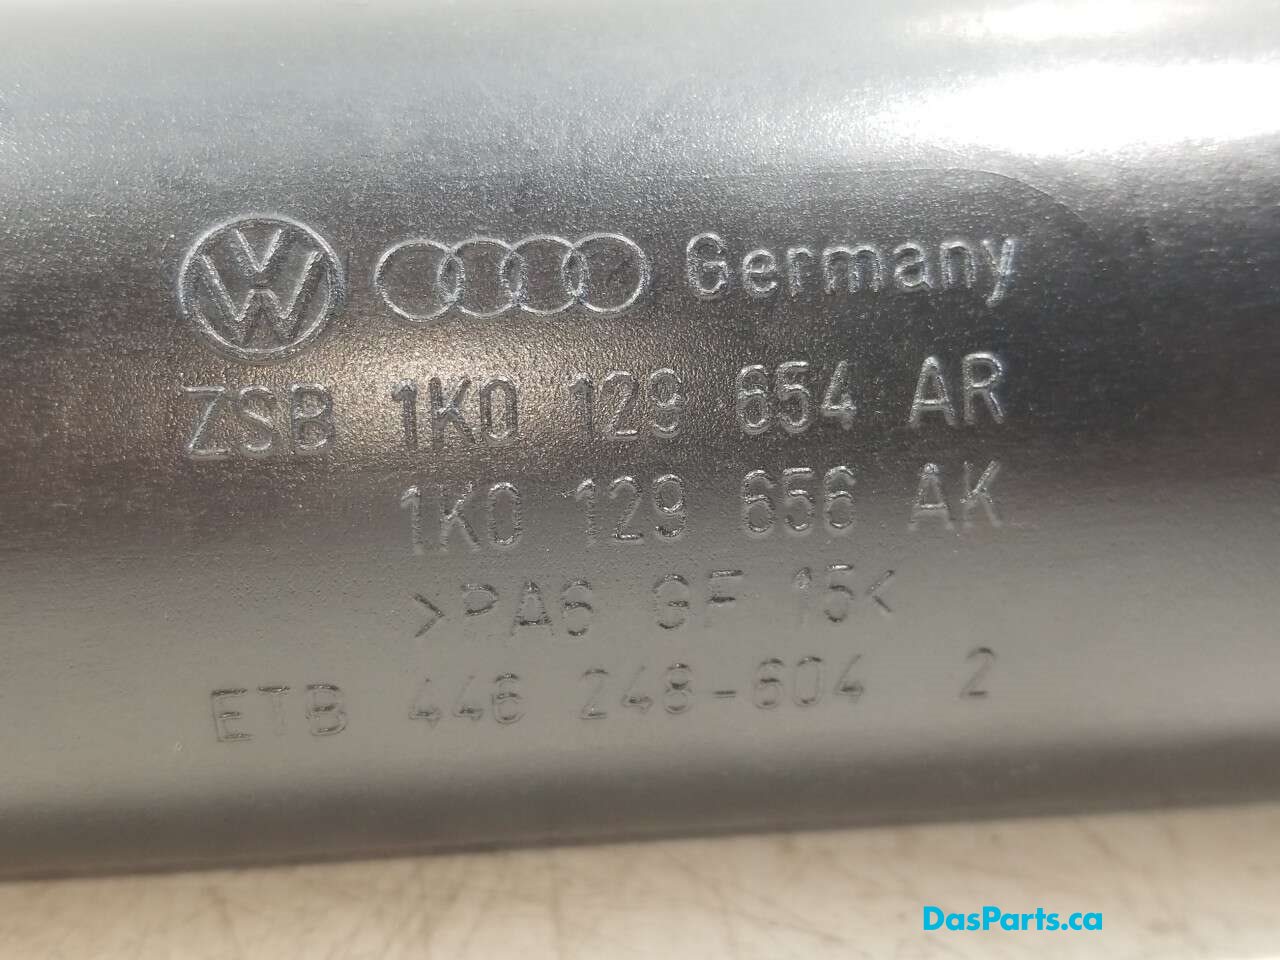 VW Germany
ZSB 1K0 129 654 AR
1K0 129 656 AK
>PA6 GF 15<
ETB 446 248-604 2
DasParts.ca